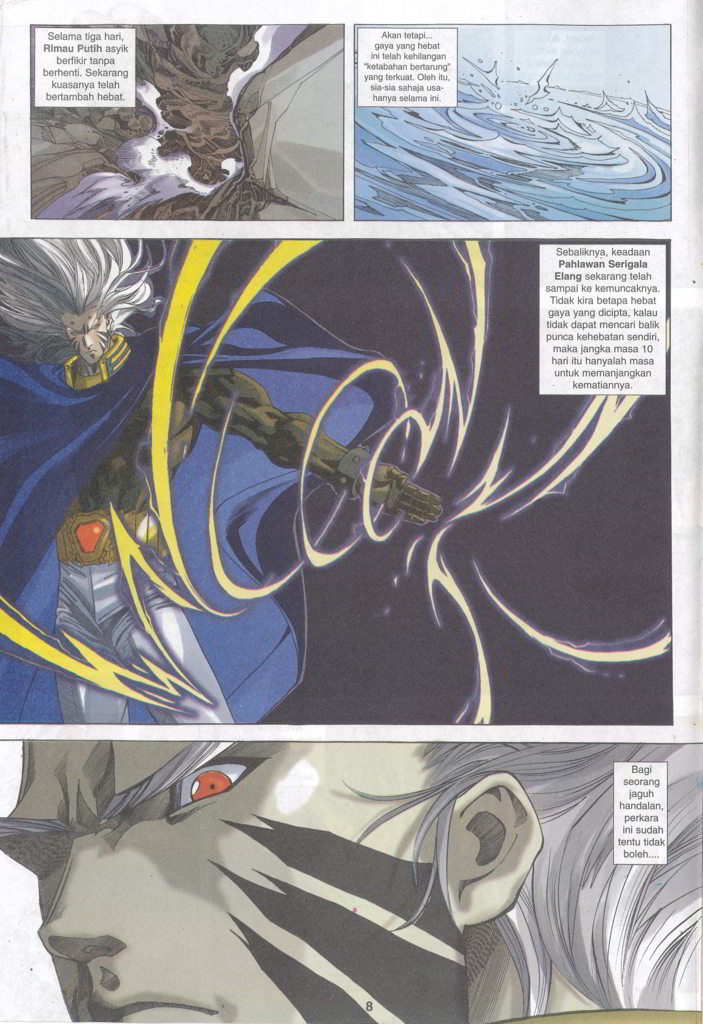 Selama tiga hari,
Rimau Putih asyik
berfikir tanpa
berhenti. Sekarang
kuasanya telah
bertambah hebat.
Akan tetapi...
gaya yang hebat
ini telah kehilangan
"ketabahan bertarung"
yang terkuat. Oleh itu,
sia-sia sahaja usa-
hanya selama ini.
Sebaliknya, keadaan
Pahlawan Serigala
Elang sekarang telah
sampai ke kemuncaknya.
Tidak kira betapa hebat
gaya yang dicipta, kalau
tidak dapat mencari balik
punca kehebatan sendiri,
maka jangka masa 10
hari itu hanyalah masa
untuk memanjangkan
kematiannya.
Bagi
seorang
jaguh
handalan,
perkara
ini sudah
tentu tidak
boleh....
8